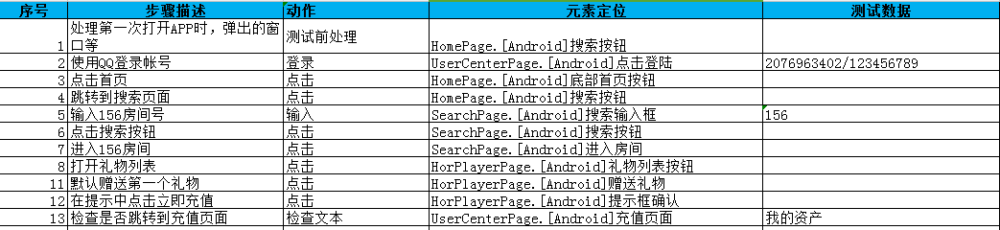 序号 步骤描述 动作 元素定位 测试数据
处理第一次打开APP时，弹出的窗
1 口等 测试前处理 HomePage.[Android]搜索按钮
2 使用QQ登录帐号 登录 UserCenterPage.[Android]点击登陆 2076963402/123456789
3 点击首页 点击 HomePage.[Android]底部首页按钮
4 跳转到搜索页面 点击 HomePage.[Android]搜索按钮
5 输入156房间号 输入 SearchPage.[Android]搜索输入框 156
6 点击搜索按钮 点击 SearchPage.[Android]搜索按钮
7 进入156房间 点击 SearchPage.[Android]进入房间
8 打开礼物列表 点击 HorPlayerPage.[Android]礼物列表按钮
11 默认赠送第一个礼物 点击 HorPlayerPage.[Android]赠送礼物
12 在提示中点击立即充值 点击 HorPlayerPage.[Android]提示框确认
13 检查是否跳转到充值页面 检查文本 UserCenterPage.[Android]充值页面 我的资产